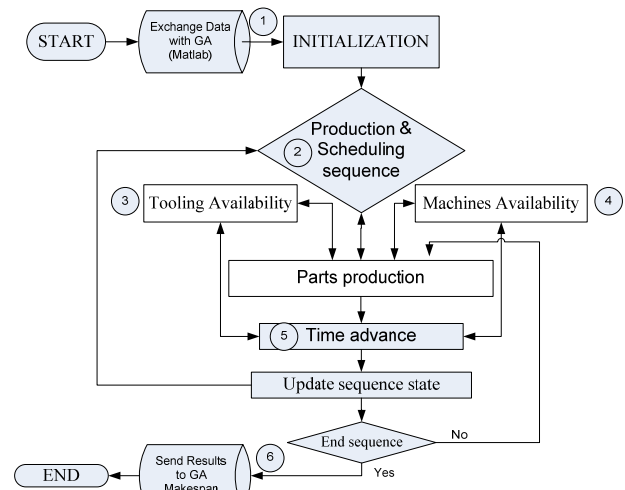 START
Exchange Data
with GA
(Matlab)
1
INITIALIZATION
Production &
2
Scheduling
sequence
3
Tooling Availability
Machines Availability
4
Parts production
5
Time advance
Update sequence state
End sequence
No
Yes
6
Send Results
to GA
Makespan
END